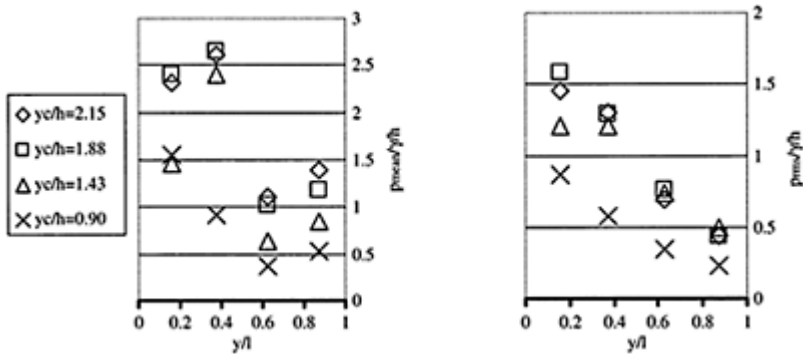 yc/h=2.15
yc/h=1.88
yc/h=1.43
yc/h=0.90
3
2.5
2
1.5
1
0.5
0
pmean/γ/h
0 0.2 0.4 0.6 0.8 1
y/l
2
1.5
1
0.5
0
prms/γ/h
0 0.2 0.4 0.6 0.8 1
y/l